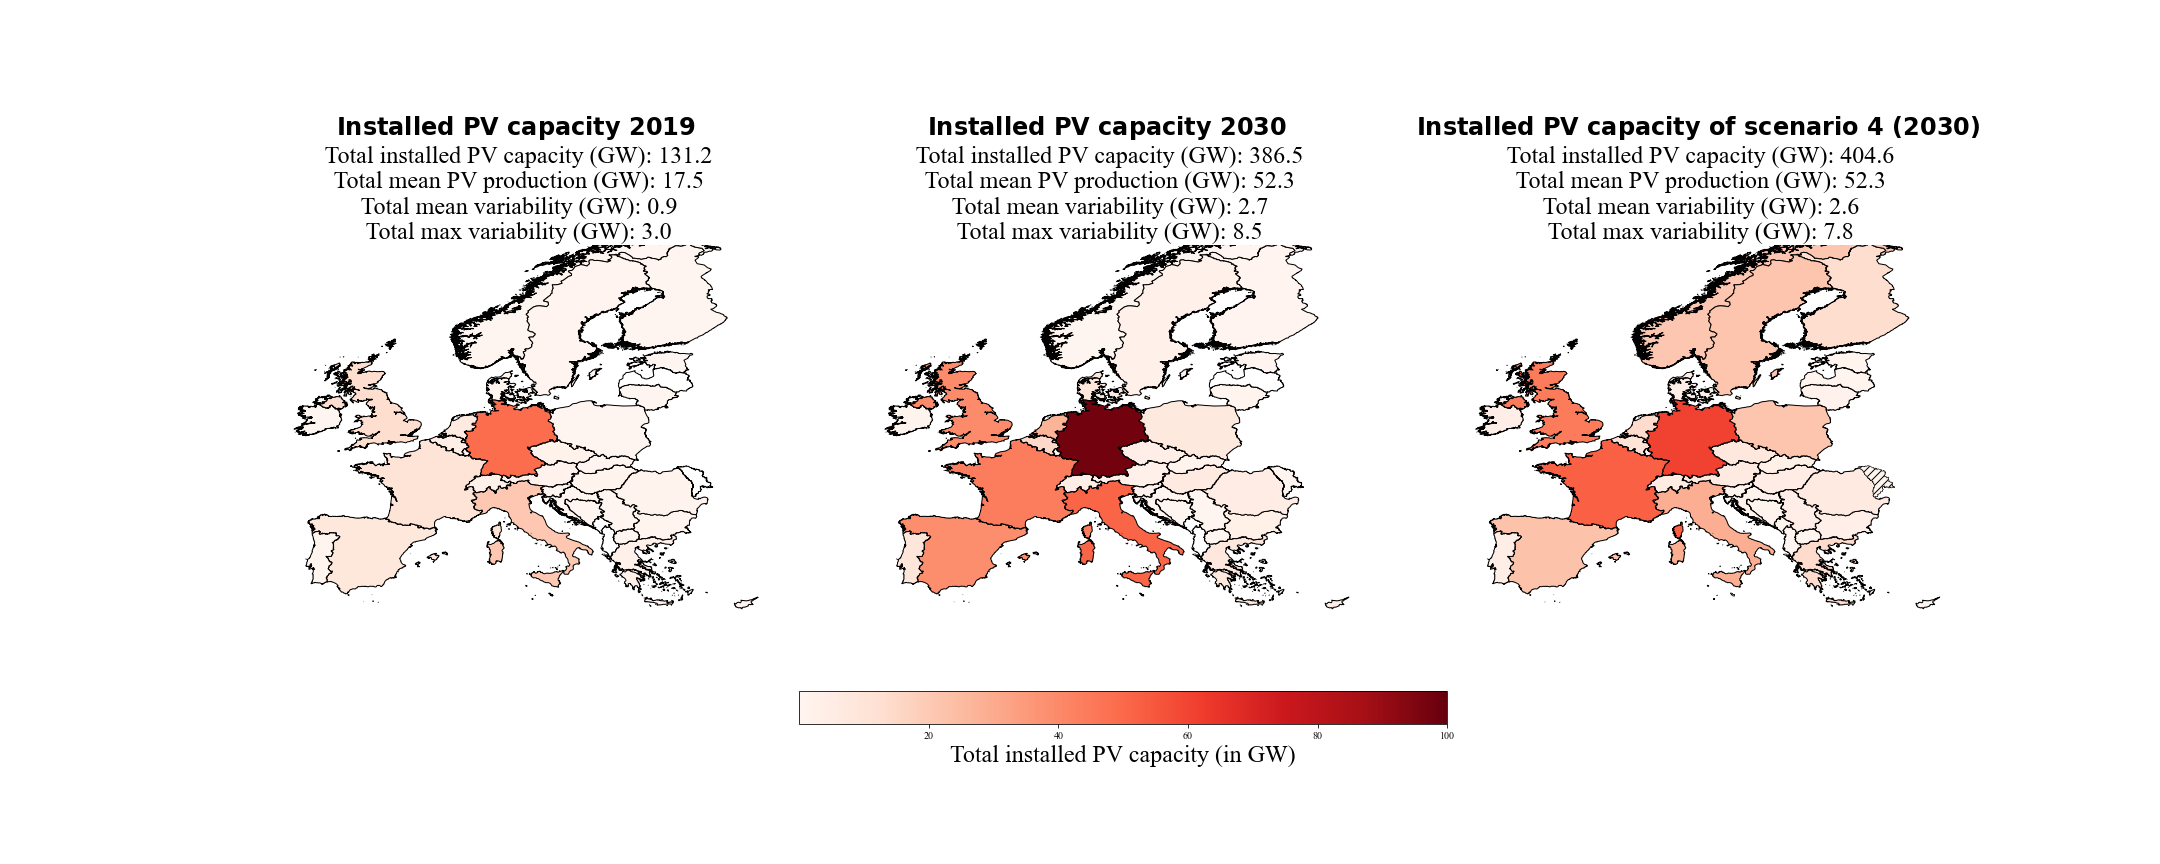 Installed PV capacity 2019
Total installed PV capacity (GW): 131.2
Total mean PV production (GW): 17.5
Total mean variability (GW): 0.9
Total max variability (GW): 3.0
Installed PV capacity 2030
Total installed PV capacity (GW): 386.5
Total mean PV production (GW): 52.3
Total mean variability (GW): 2.7
Total max variability (GW): 8.5
Installed PV capacity of scenario 4 (2030)
Total installed PV capacity (GW): 404.6
Total mean PV production (GW): 52.3
Total mean variability (GW): 2.6
Total max variability (GW): 7.8
20 40 60 80 100
Total installed PV capacity (in GW)